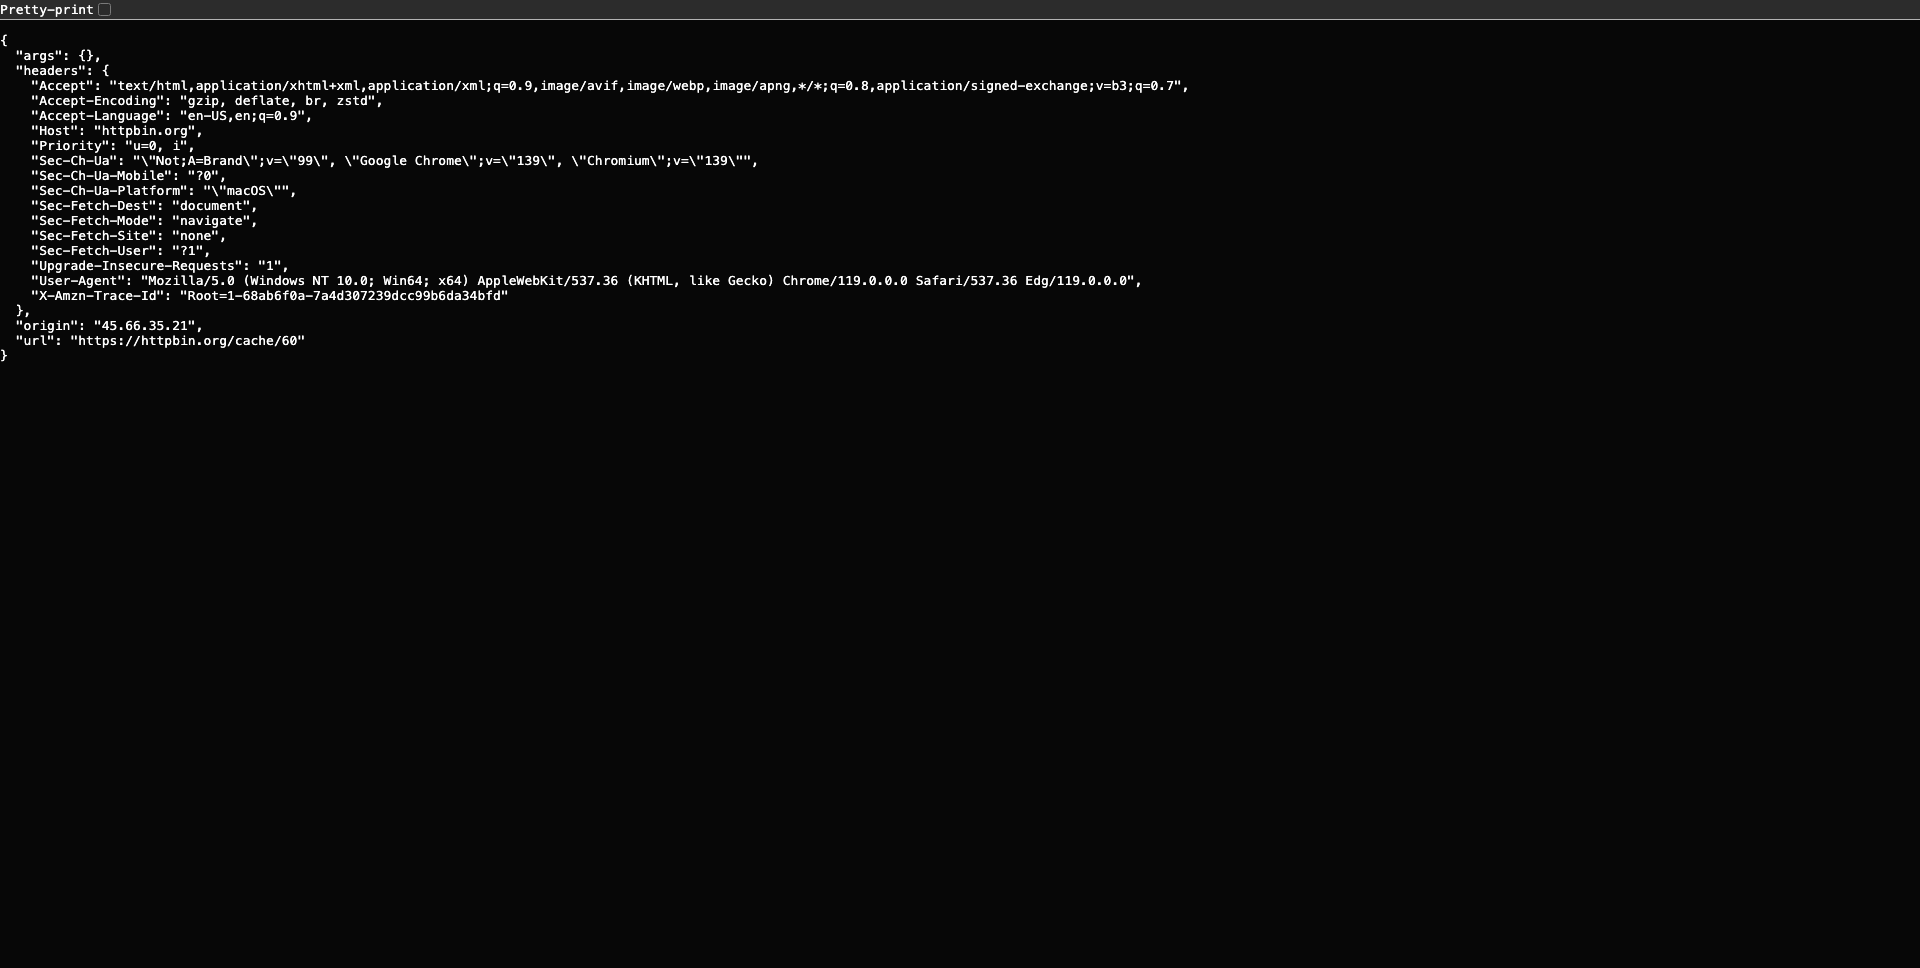 Pretty-print
{
  "args": {},
  "headers": {
    "Accept": "text/html,application/xhtml+xml,application/xml;q=0.9,image/avif,image/webp,image/apng,*/*;q=0.8,application/signed-exchange;v=b3;q=0.7",
    "Accept-Encoding": "gzip, deflate, br, zstd",
    "Accept-Language": "en-US,en;q=0.9",
    "Host": "httpbin.org",
    "Priority": "u=0, i",
    "Sec-Ch-Ua": "\"Not;A=Brand\";v=\"99\", \"Google Chrome\";v=\"139\", \"Chromium\";v=\"139\"",
    "Sec-Ch-Ua-Mobile": "?0",
    "Sec-Ch-Ua-Platform": "\"macOS\"",
    "Sec-Fetch-Dest": "document",
    "Sec-Fetch-Mode": "navigate",
    "Sec-Fetch-Site": "none",
    "Sec-Fetch-User": "?1",
    "Upgrade-Insecure-Requests": "1",
    "User-Agent": "Mozilla/5.0 (Windows NT 10.0; Win64; x64) AppleWebKit/537.36 (KHTML, like Gecko) Chrome/119.0.0.0 Safari/537.36 Edg/119.0.0.0",
    "X-Amzn-Trace-Id": "Root=1-68ab6f0a-7a4d307239dcc99b6da34bfd"
  },
  "origin": "45.66.35.21",
  "url": "https://httpbin.org/cache/60"
}